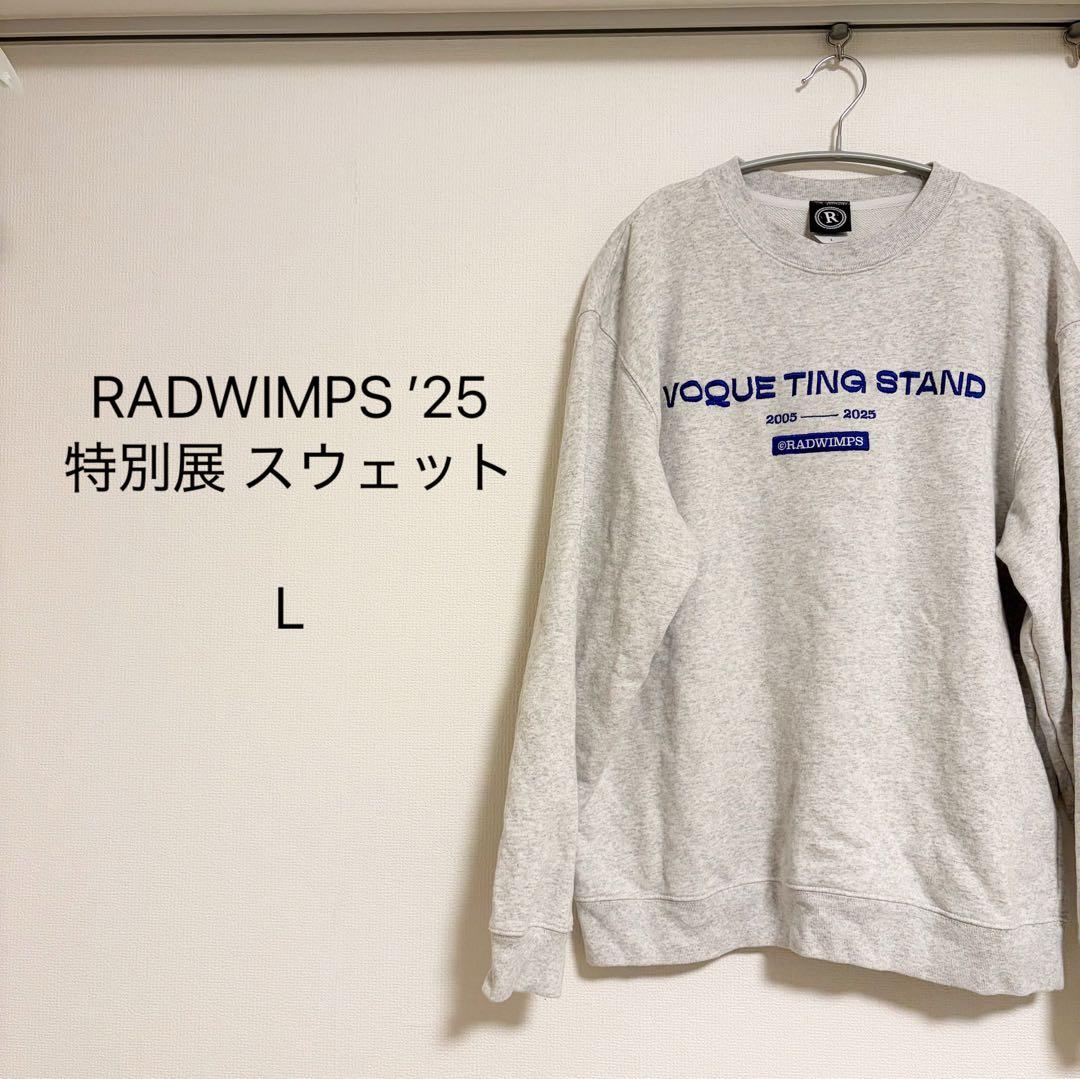 RADWIMPS ’25
特別展 スウェット
L
R
L
VOQUE TING STAND
2005 2025
©RADWIMPS